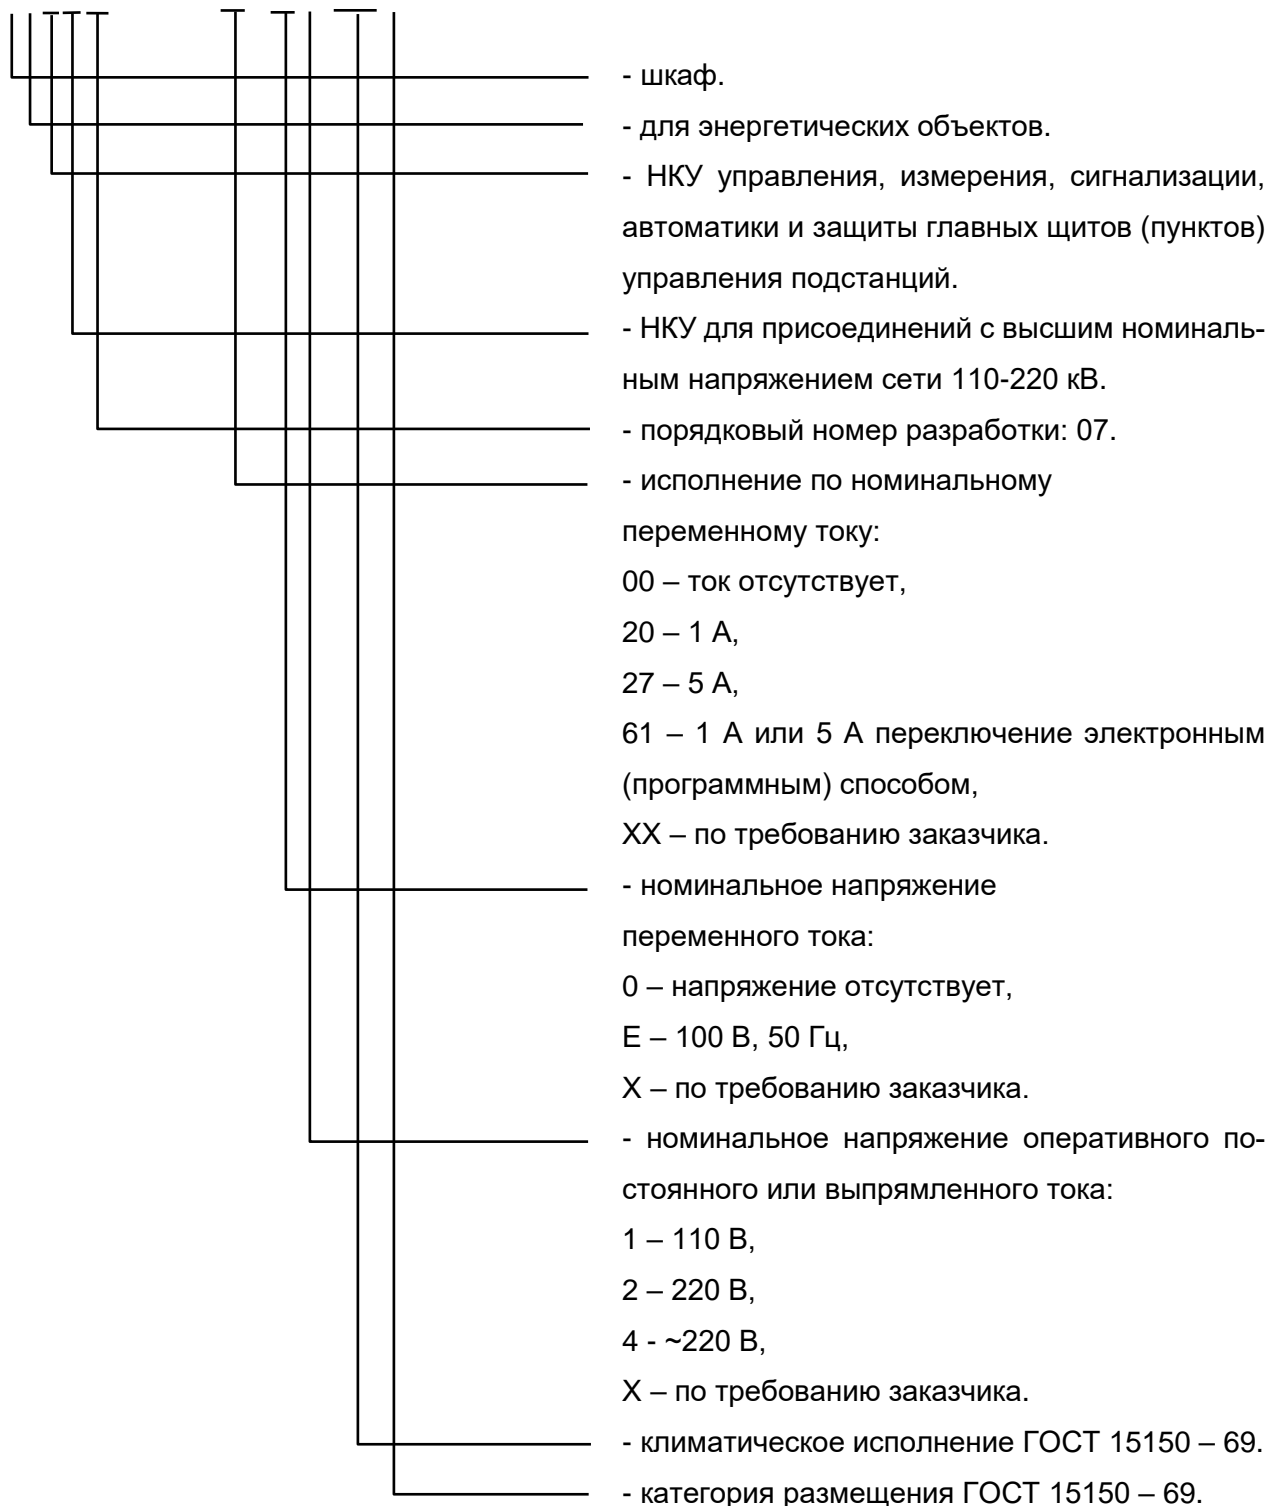 - шкаф.
- для энергетических объектов.
- НКУ управления, измерения, сигнализации,
автоматики и защиты главных щитов (пунктов)
управления подстанций.
- НКУ для присоединений с высшим номиналь-
ным напряжением сети 110-220 кВ.
- порядковый номер разработки: 07.
- исполнение по номинальному
переменному току:
00 – ток отсутствует,
20 – 1 А,
27 – 5 А,
61 – 1 А или 5 А переключение электронным
(программным) способом,
ХХ – по требованию заказчика.
- номинальное напряжение
переменного тока:
0 – напряжение отсутствует,
Е – 100 В, 50 Гц,
Х – по требованию заказчика.
- номинальное напряжение оперативного по-
стоянного или выпрямленного тока:
1 – 110 В,
2 – 220 В,
4 - ~220 В,
Х – по требованию заказчика.
- климатическое исполнение ГОСТ 15150 – 69.
- категория размещения ГОСТ 15150 – 69.